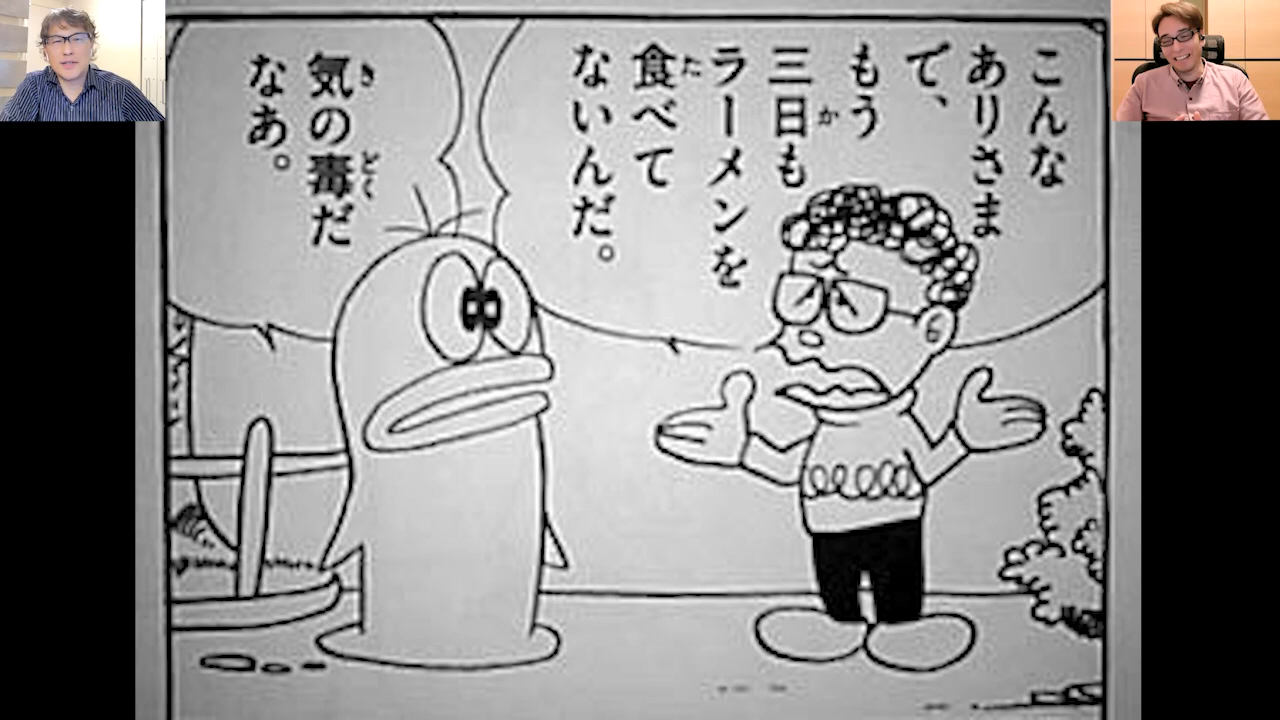 こんな
ありさま
で、
もう
三日も
ラーメンを
食べて
ないんだ。
気の毒だ
なあ。